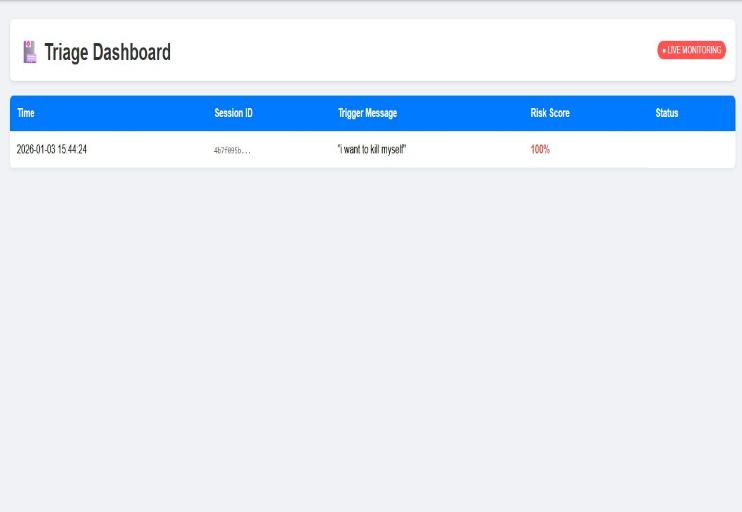 Triage Dashboard
● LIVE MONITORING
Time Session ID Trigger Message Risk Score Status
2026-01-03 15:44:24 4b7f095b... "i want to kill myself" 100%